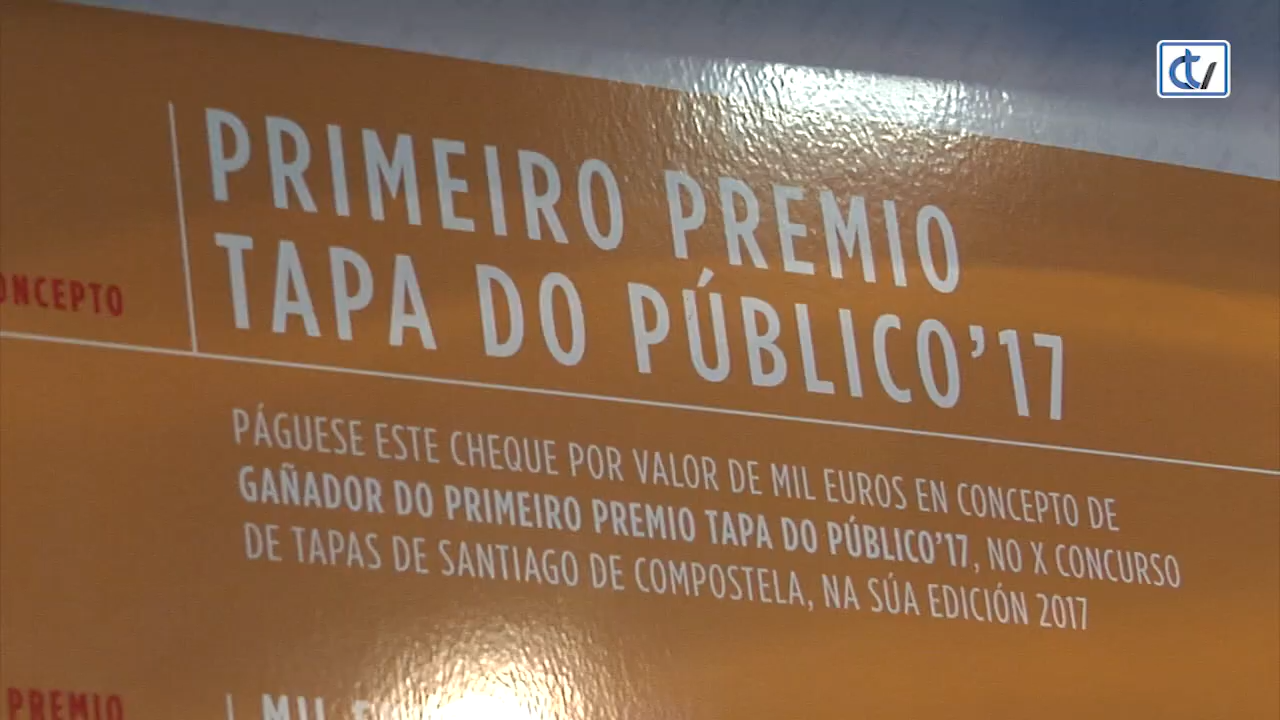 PRIMEIRO PREMIO
TAPA DO PÚBLICO'17
PÁGUESE ESTE CHEQUE POR VALOR DE MIL EUROS EN CONCEPTO DE
GAÑADOR DO PRIMEIRO PREMIO TAPA DO PÚBLICO'17, NO X CONCURSO
DE TAPAS DE SANTIAGO DE COMPOSTELA, NA SÚA EDICIÓN 2017
PREMIO
MIL